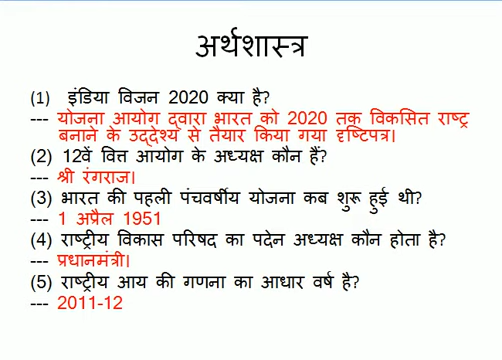 अर्थशास्त्र
(1) इंडिया विजन 2020 क्या है?
--- योजना आयोग द्वारा भारत को 2020 तक विकसित राष्ट्र
बनाने के उद्देश्य से तैयार किया गया दृष्टिपत्र।
(2) 12वें वित्त आयोग के अध्यक्ष कौन हैं?
--- श्री रंगराज।
(3) भारत की पहली पंचवर्षीय योजना कब शुरू हुई थी?
--- 1 अप्रैल 1951
(4) राष्ट्रीय विकास परिषद का पदेन अध्यक्ष कौन होता है?
--- प्रधानमंत्री।
(5) राष्ट्रीय आय की गणना का आधार वर्ष है?
--- 2011-12